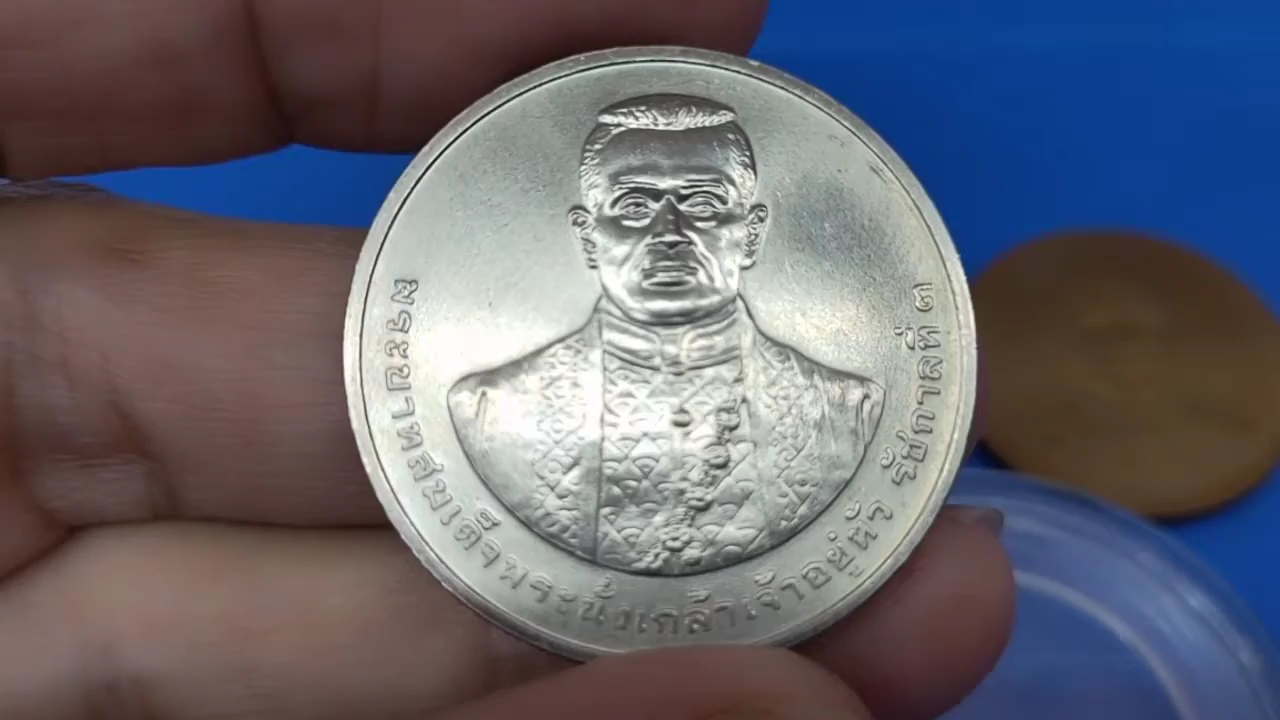 พระบาทสมเด็จพระนั่งเกล้าเจ้าอยู่หัว รัชกาลที่ ๓